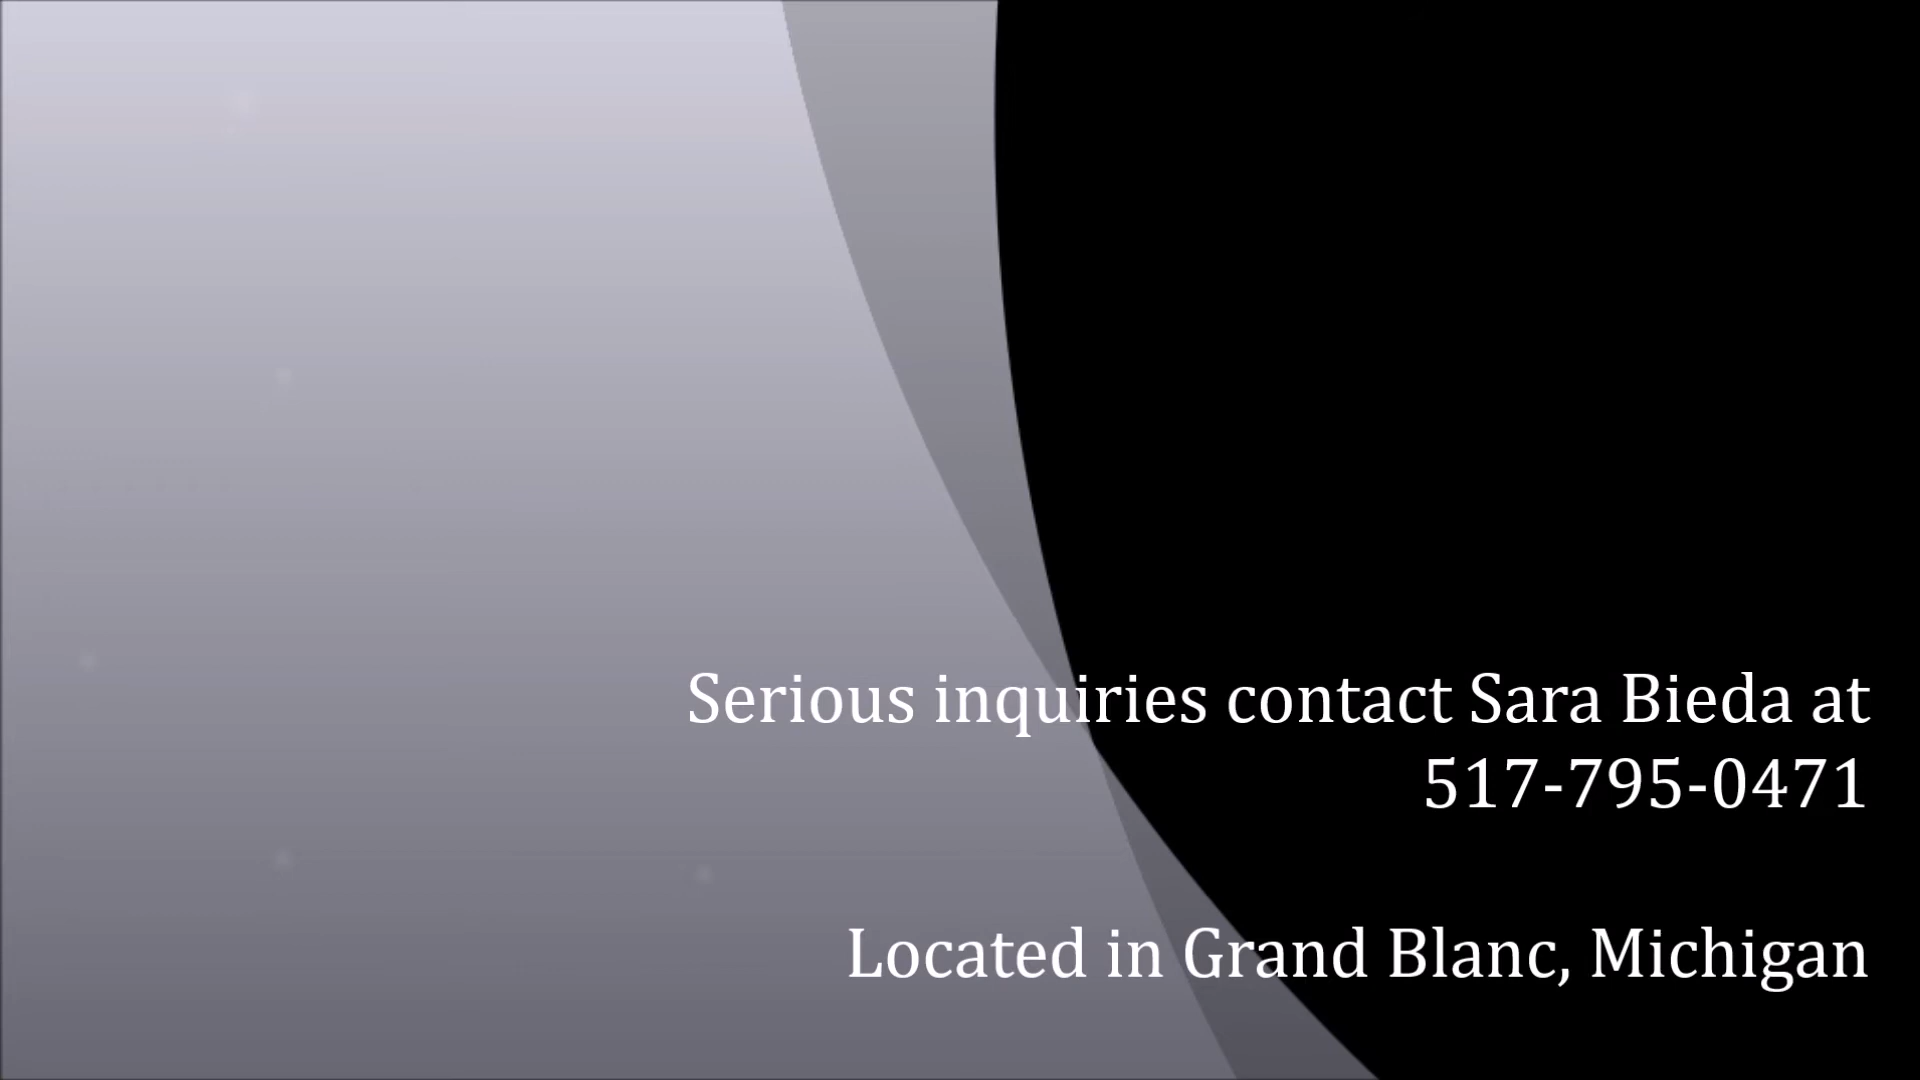 Serious inquiries contact Sara Bieda at
517-795-0471
Located in Grand Blanc, Michigan